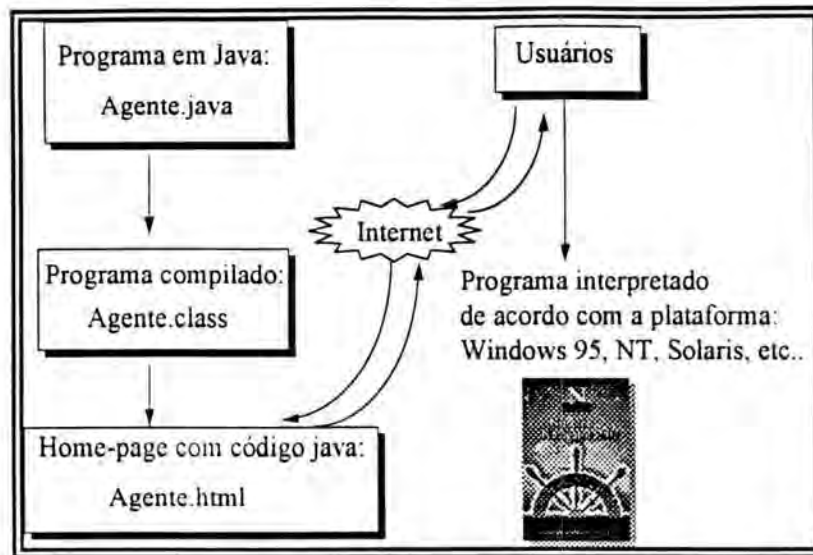 Programa em Java:
Agente.java
Usuários
Internet
Programa compilado:
Agente.class
Programa interpretado
de acordo com a plataforma:
Windows 95, NT, Solaris, etc..
Home-page com código java:
Agente.html
N